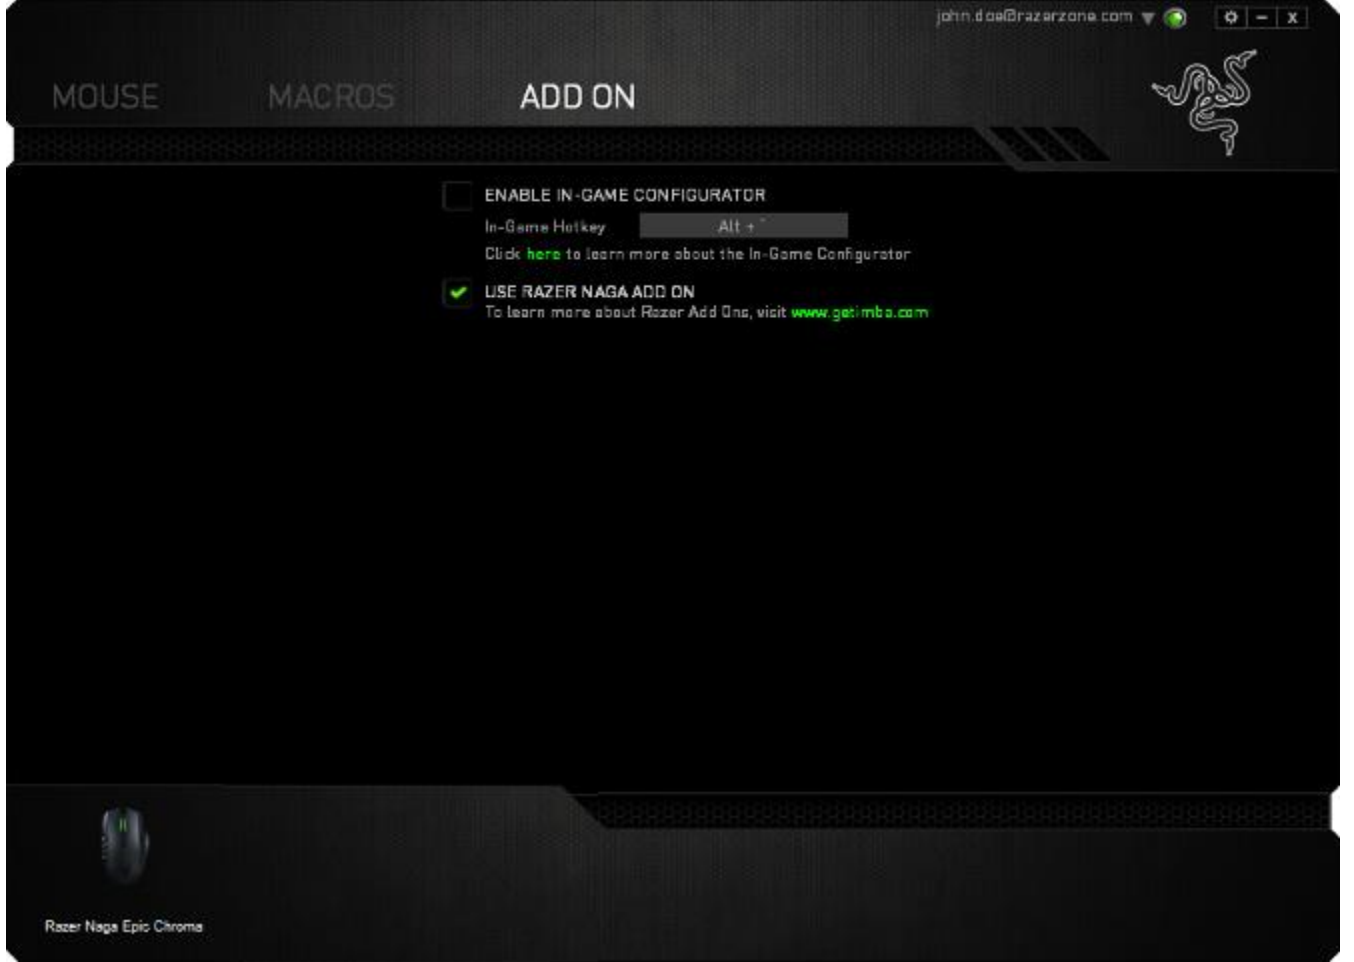 john.doe@razerzone.com
MOUSE MACROS ADD ON
ENABLE IN-GAME CONFIGURATOR
In-Game Hotkey Alt + `
Click here to learn more about the In-Game Configurator
USE RAZER NAGA ADD ON
To learn more about Razer Add Ons, visit www.getimba.com
Razer Naga Epic Chroma